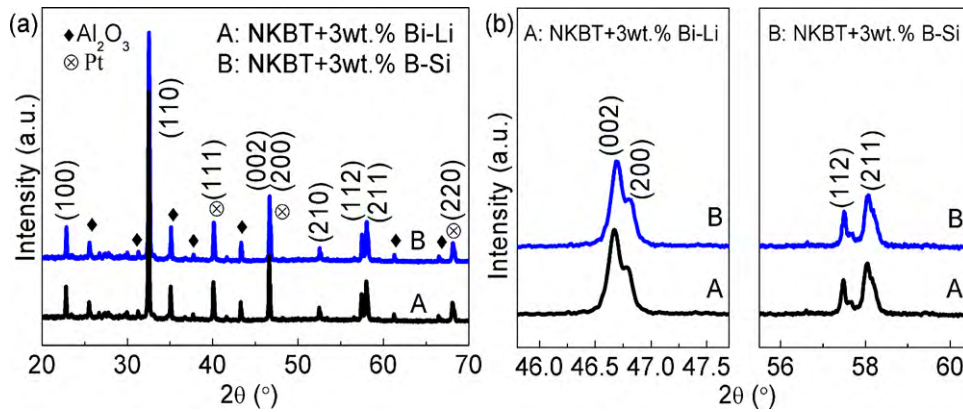 (a)
♦ Al₂O₃
⊗ Pt
A: NKBT+3wt.% Bi-Li
B: NKBT+3wt.% B-Si
Intensity (a.u.)
(100)
(110)
(111)
(002)
(200)
(210)
(112)
(211)
(220)
B
A
20 30 40 50 60 70
2θ (°)
(b)
A: NKBT+3wt.% Bi-Li
Intensity (a.u.)
(002)
(200)
B
A
46.0 46.5 47.0 47.5
B: NKBT+3wt.% B-Si
(112)
(211)
B
A
56 58 60
2θ (°)